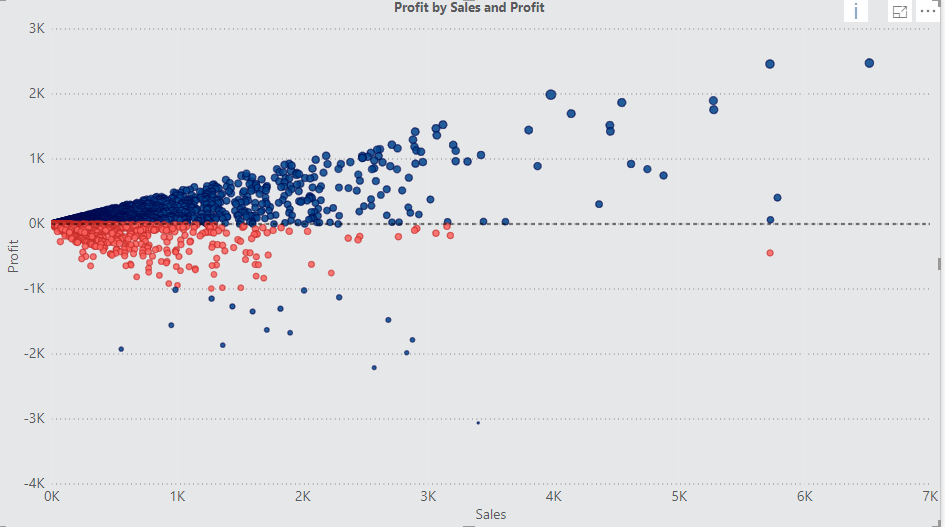 Profit by Sales and Profit
i
3K
2K
1K
0K
-1K
-2K
-3K
-4K
Profit
0K 1K 2K 3K 4K 5K 6K 7K
Sales